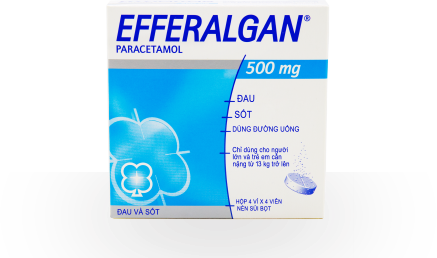 EFFERALGAN®
PARACETAMOL
500 mg
ĐAU
SỐT
DÙNG ĐƯỜNG UỐNG
Chỉ dùng cho người
lớn và trẻ em cân
nặng từ 13 kg trở lên
HỘP 4 VỈ X 4 VIÊN
NÉN SỦI BỌT
ĐAU VÀ SỐT